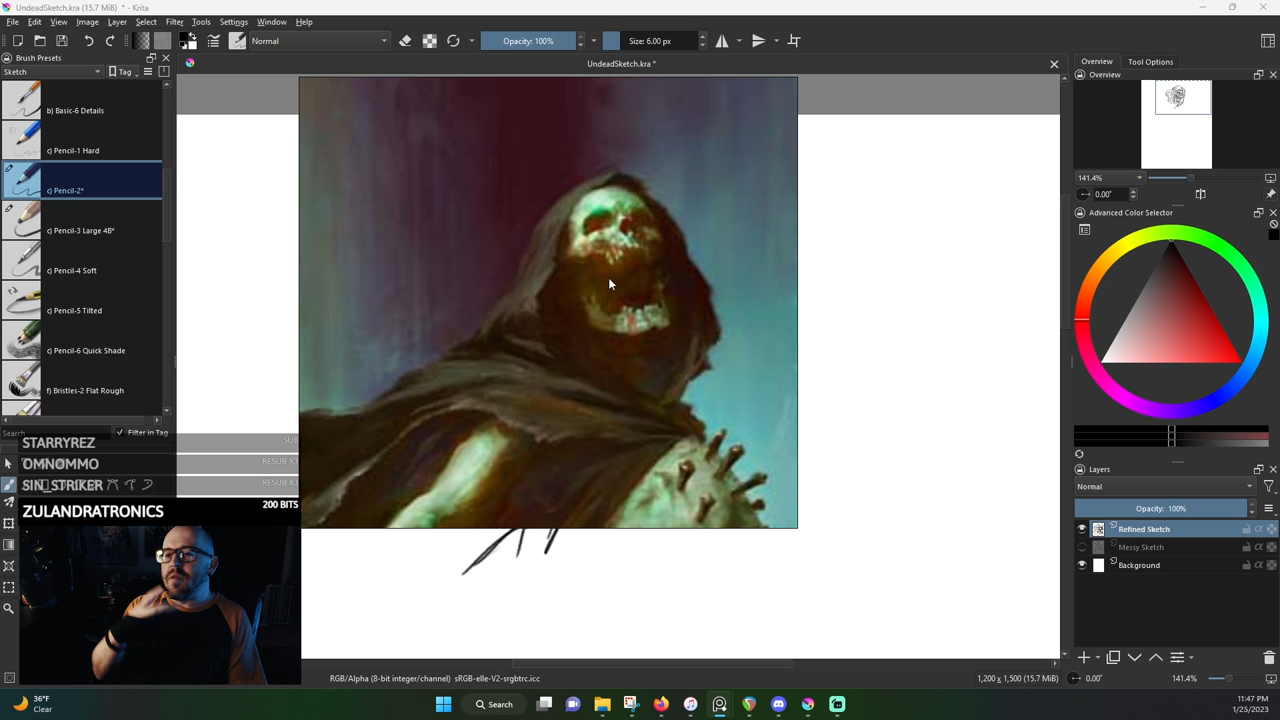 UndeadSketch.kra (15.7 MiB) * - Krita
File Edit View Image Layer Select Filter Tools Settings Window Help
Normal
Opacity: 100%
Size: 6.00 px
Brush Presets
Sketch
Tag
UndeadSketch.kra *
b) Basic-6 Details
c) Pencil-1 Hard
c) Pencil-2*
c) Pencil-3 Large 4B*
c) Pencil-4 Soft
c) Pencil-5 Tilted
c) Pencil-6 Quick Shade
f) Bristles-2 Flat Rough
Search
Filter in Tag
STARRYREZ
SUB
OMNOMMO
RESUB X3
SIN_STRIKER
RESUB X
ZULANDRATRONICS
200 BITS
Overview Tool Options
Overview
141.4%
0.00°
Advanced Color Selector
Layers
Normal
Opacity: 100%
Refined Sketch
Messy Sketch
Background
RGB/Alpha (8-bit integer/channel) sRGB-elle-V2-srgbtrc.icc
1,200 x 1,500 (15.7 MiB)
0.00°
141.4%
36°F
Clear
Search
11:47 PM
1/25/2023